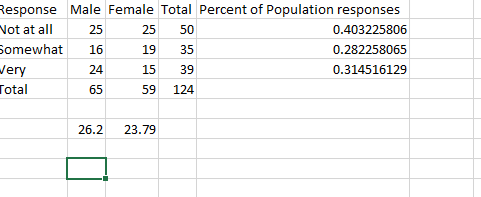 Response Male Female Total Percent of Population responses
Not at all 25 25 50 0.403225806
Somewhat 16 19 35 0.282258065
Very 24 15 39 0.314516129
Total 65 59 124
26.2 23.79